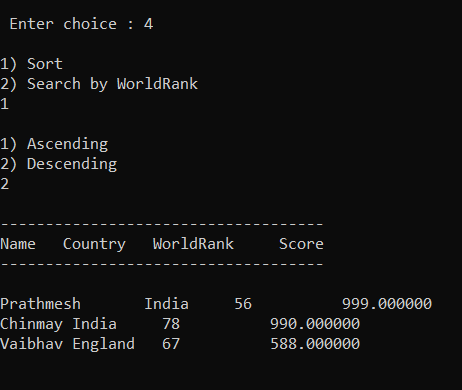 Enter choice : 4
1) Sort
2) Search by WorldRank
1
1) Ascending
2) Descending
2
------------------------------------
Name   Country   WorldRank     Score
------------------------------------
Prathmesh       India     56          999.000000
Chinmay India     78          990.000000
Vaibhav England   67          588.000000